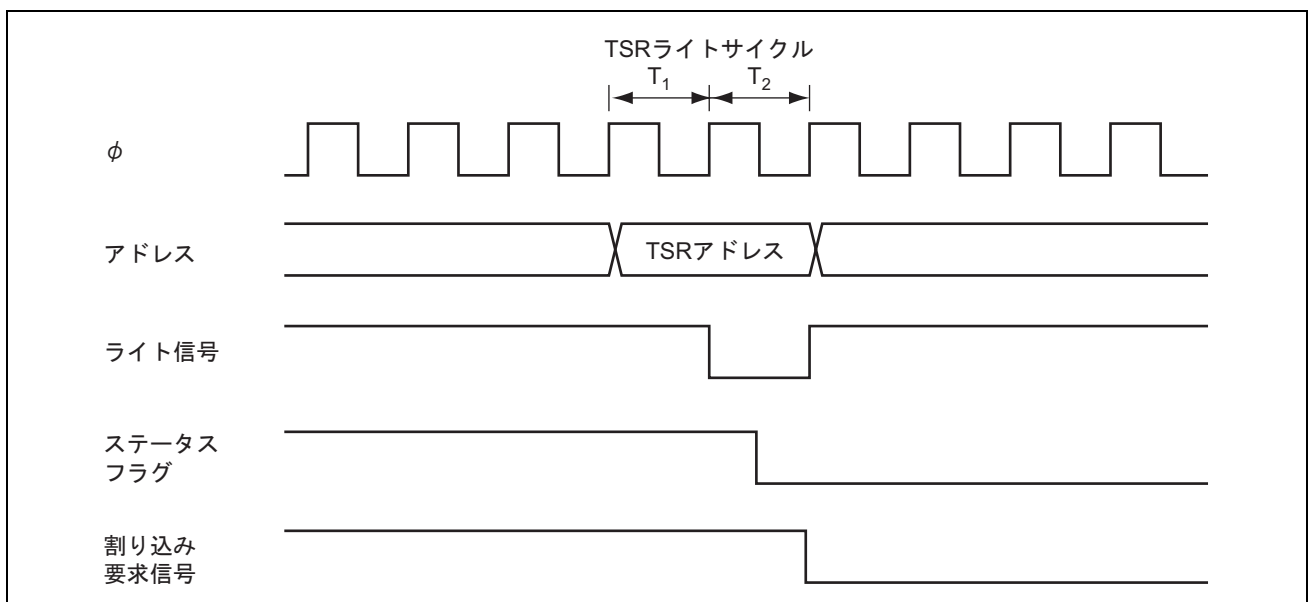 TSRライトサイクル
T1 T2
φ
アドレス
TSRアドレス
ライト信号
ステータス
フラグ
割り込み
要求信号